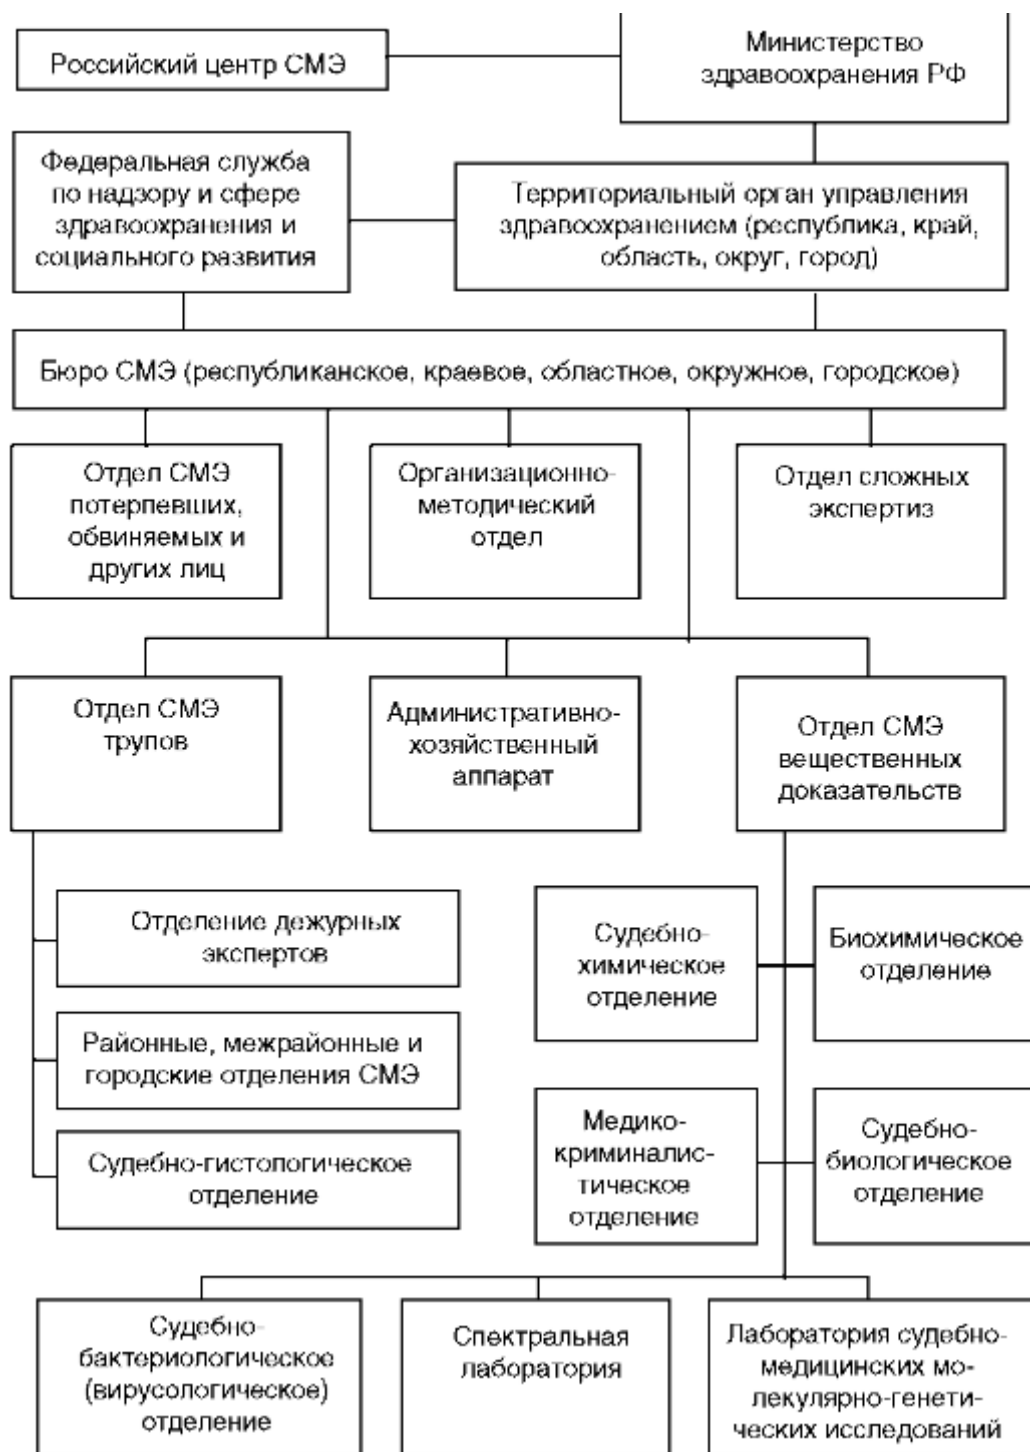 Российский центр СМЭ
Министерство
здравоохранения РФ
Федеральная служба
по надзору и сфере
здравоохранения и
социального развития
Территориальный орган управления
здравоохранением (республика, край,
область, округ, город)
Бюро СМЭ (республиканское, краевое, областное, окружное, городское)
Отдел СМЭ
потерпевших,
обвиняемых и
других лиц
Организационно-
методический
отдел
Отдел сложных
экспертиз
Отдел СМЭ
трупов
Административно-
хозяйственный
аппарат
Отдел СМЭ
вещественных
доказательств
Отделение дежурных
экспертов
Районные, межрайонные и
городские отделения СМЭ
Судебно-гистологическое
отделение
Судебно-
химическое
отделение
Биохимическое
отделение
Медико-
криминалис-
тическое
отделение
Судебно-
биологическое
отделение
Судебно-
бактериологическое
(вирусологическое)
отделение
Спектральная
лаборатория
Лаборатория судебно-
медицинских мо-
лекулярно-генети-
ческих исследований